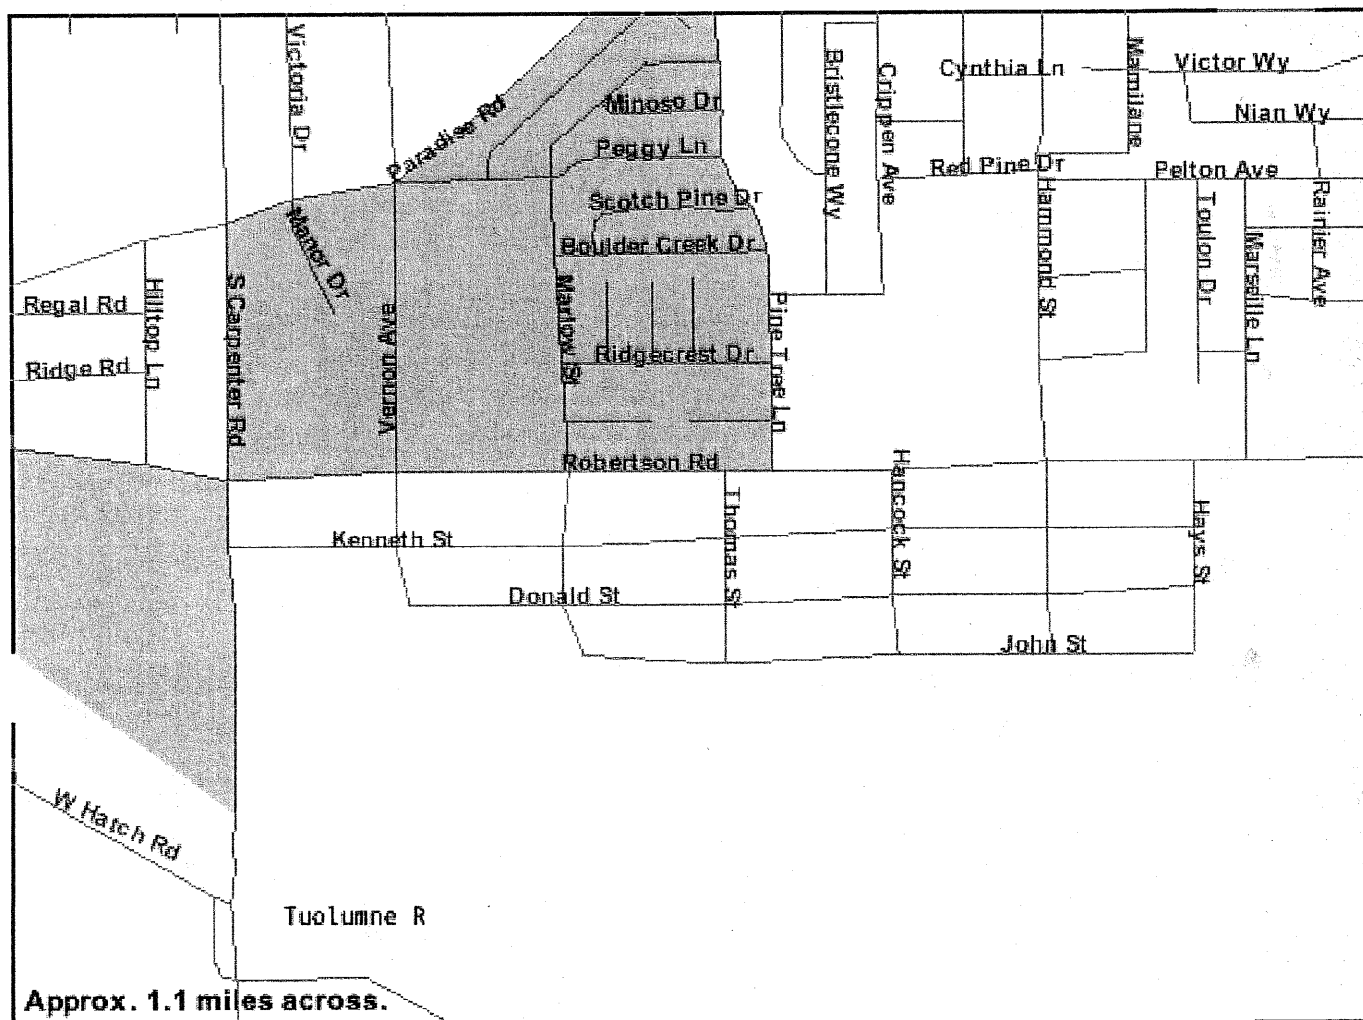 Victoria Dr
Paradise Rd
Minoso Dr
Peggy Ln
Scotch Pine Dr
Boulder Creek Dr
Bristlecone Wy
Crippen Ave
Cynthia Ln
Mamilane
Victor Wy
Nian Wy
Red Pine Dr
Pelton Ave
Manor Dr
Regal Rd
Hilltop Ln
Ridge Rd
S Carpenter Rd
Vernon Ave
Marlow St
Ridgecrest Dr
Pine Tree Ln
Hammond St
Toulon Dr
Marseille Ln
Rainier Ave
Robertson Rd
Kenneth St
Thomas St
Hancock St
Hays St
Donald St
John St
W Harch Rd
Tuolumne R
Approx. 1.1 miles across.